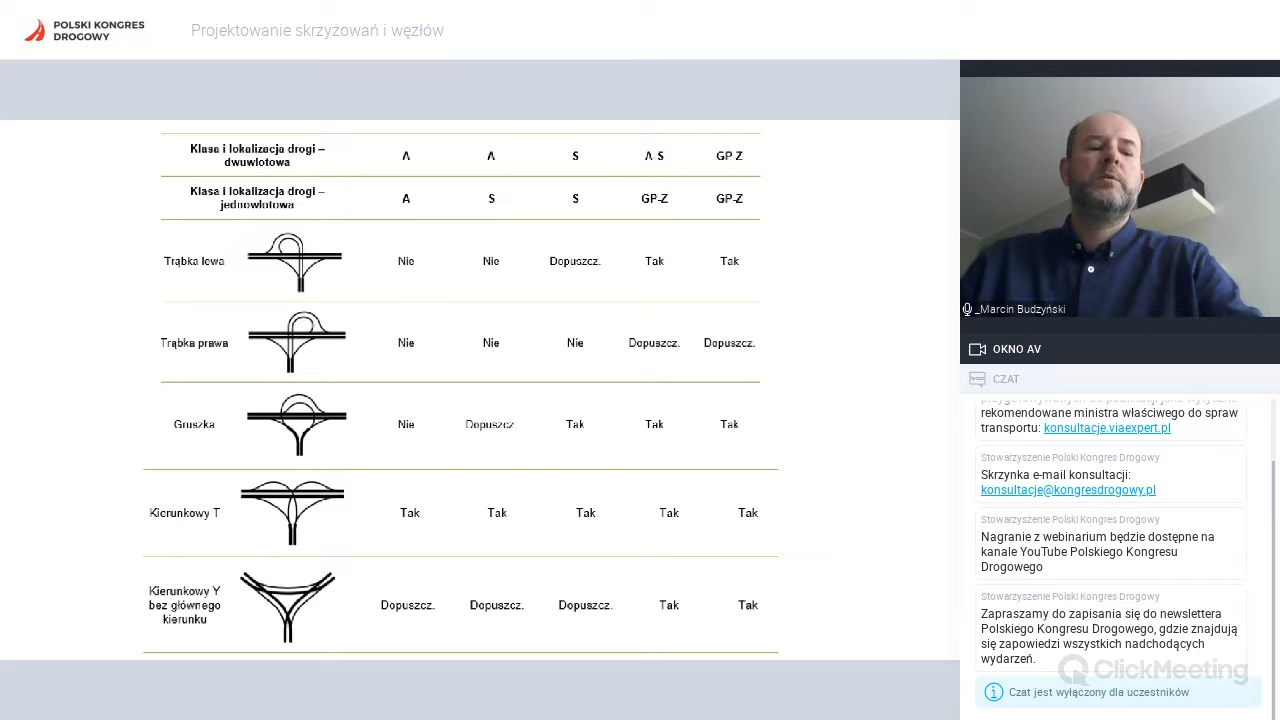 POLSKI KONGRES
DROGOWY
Projektowanie skrzyżowań i węzłów
Klasa i lokalizacja drogi –
dwuwlotowa
A A S A-S GP-Z
Klasa i lokalizacja drogi –
jednowlotowa
A S S GP-Z GP-Z
Trąbka lewa Nie Nie Dopuszcz. Tak Tak
Trąbka prawa Nie Nie Nie Dopuszcz. Dopuszcz.
Gruszka Nie Dopuszcz. Tak Tak Tak
Kierunkowy T Tak Tak Tak Tak Tak
Kierunkowy Y
bez głównego
kierunku
Dopuszcz. Dopuszcz. Dopuszcz. Tak Tak
_Marcin Budzyński
OKNO AV
CZAT
rekomendowane ministra właściwego do spraw
transportu: konsultacje.viaexpert.pl
Stowarzyszenie Polski Kongres Drogowy
Skrzynka e-mail konsultacji:
konsultacje@kongresdrogowy.pl
Stowarzyszenie Polski Kongres Drogowy
Nagranie z webinarium będzie dostępne na
kanale YouTube Polskiego Kongresu
Drogowego
Stowarzyszenie Polski Kongres Drogowy
Zapraszamy do zapisania się do newslettera
Polskiego Kongresu Drogowego, gdzie znajdują
się zapowiedzi wszystkich nadchodzących
wydarzeń.
ClickMeeting
Czat jest wyłączony dla uczestników